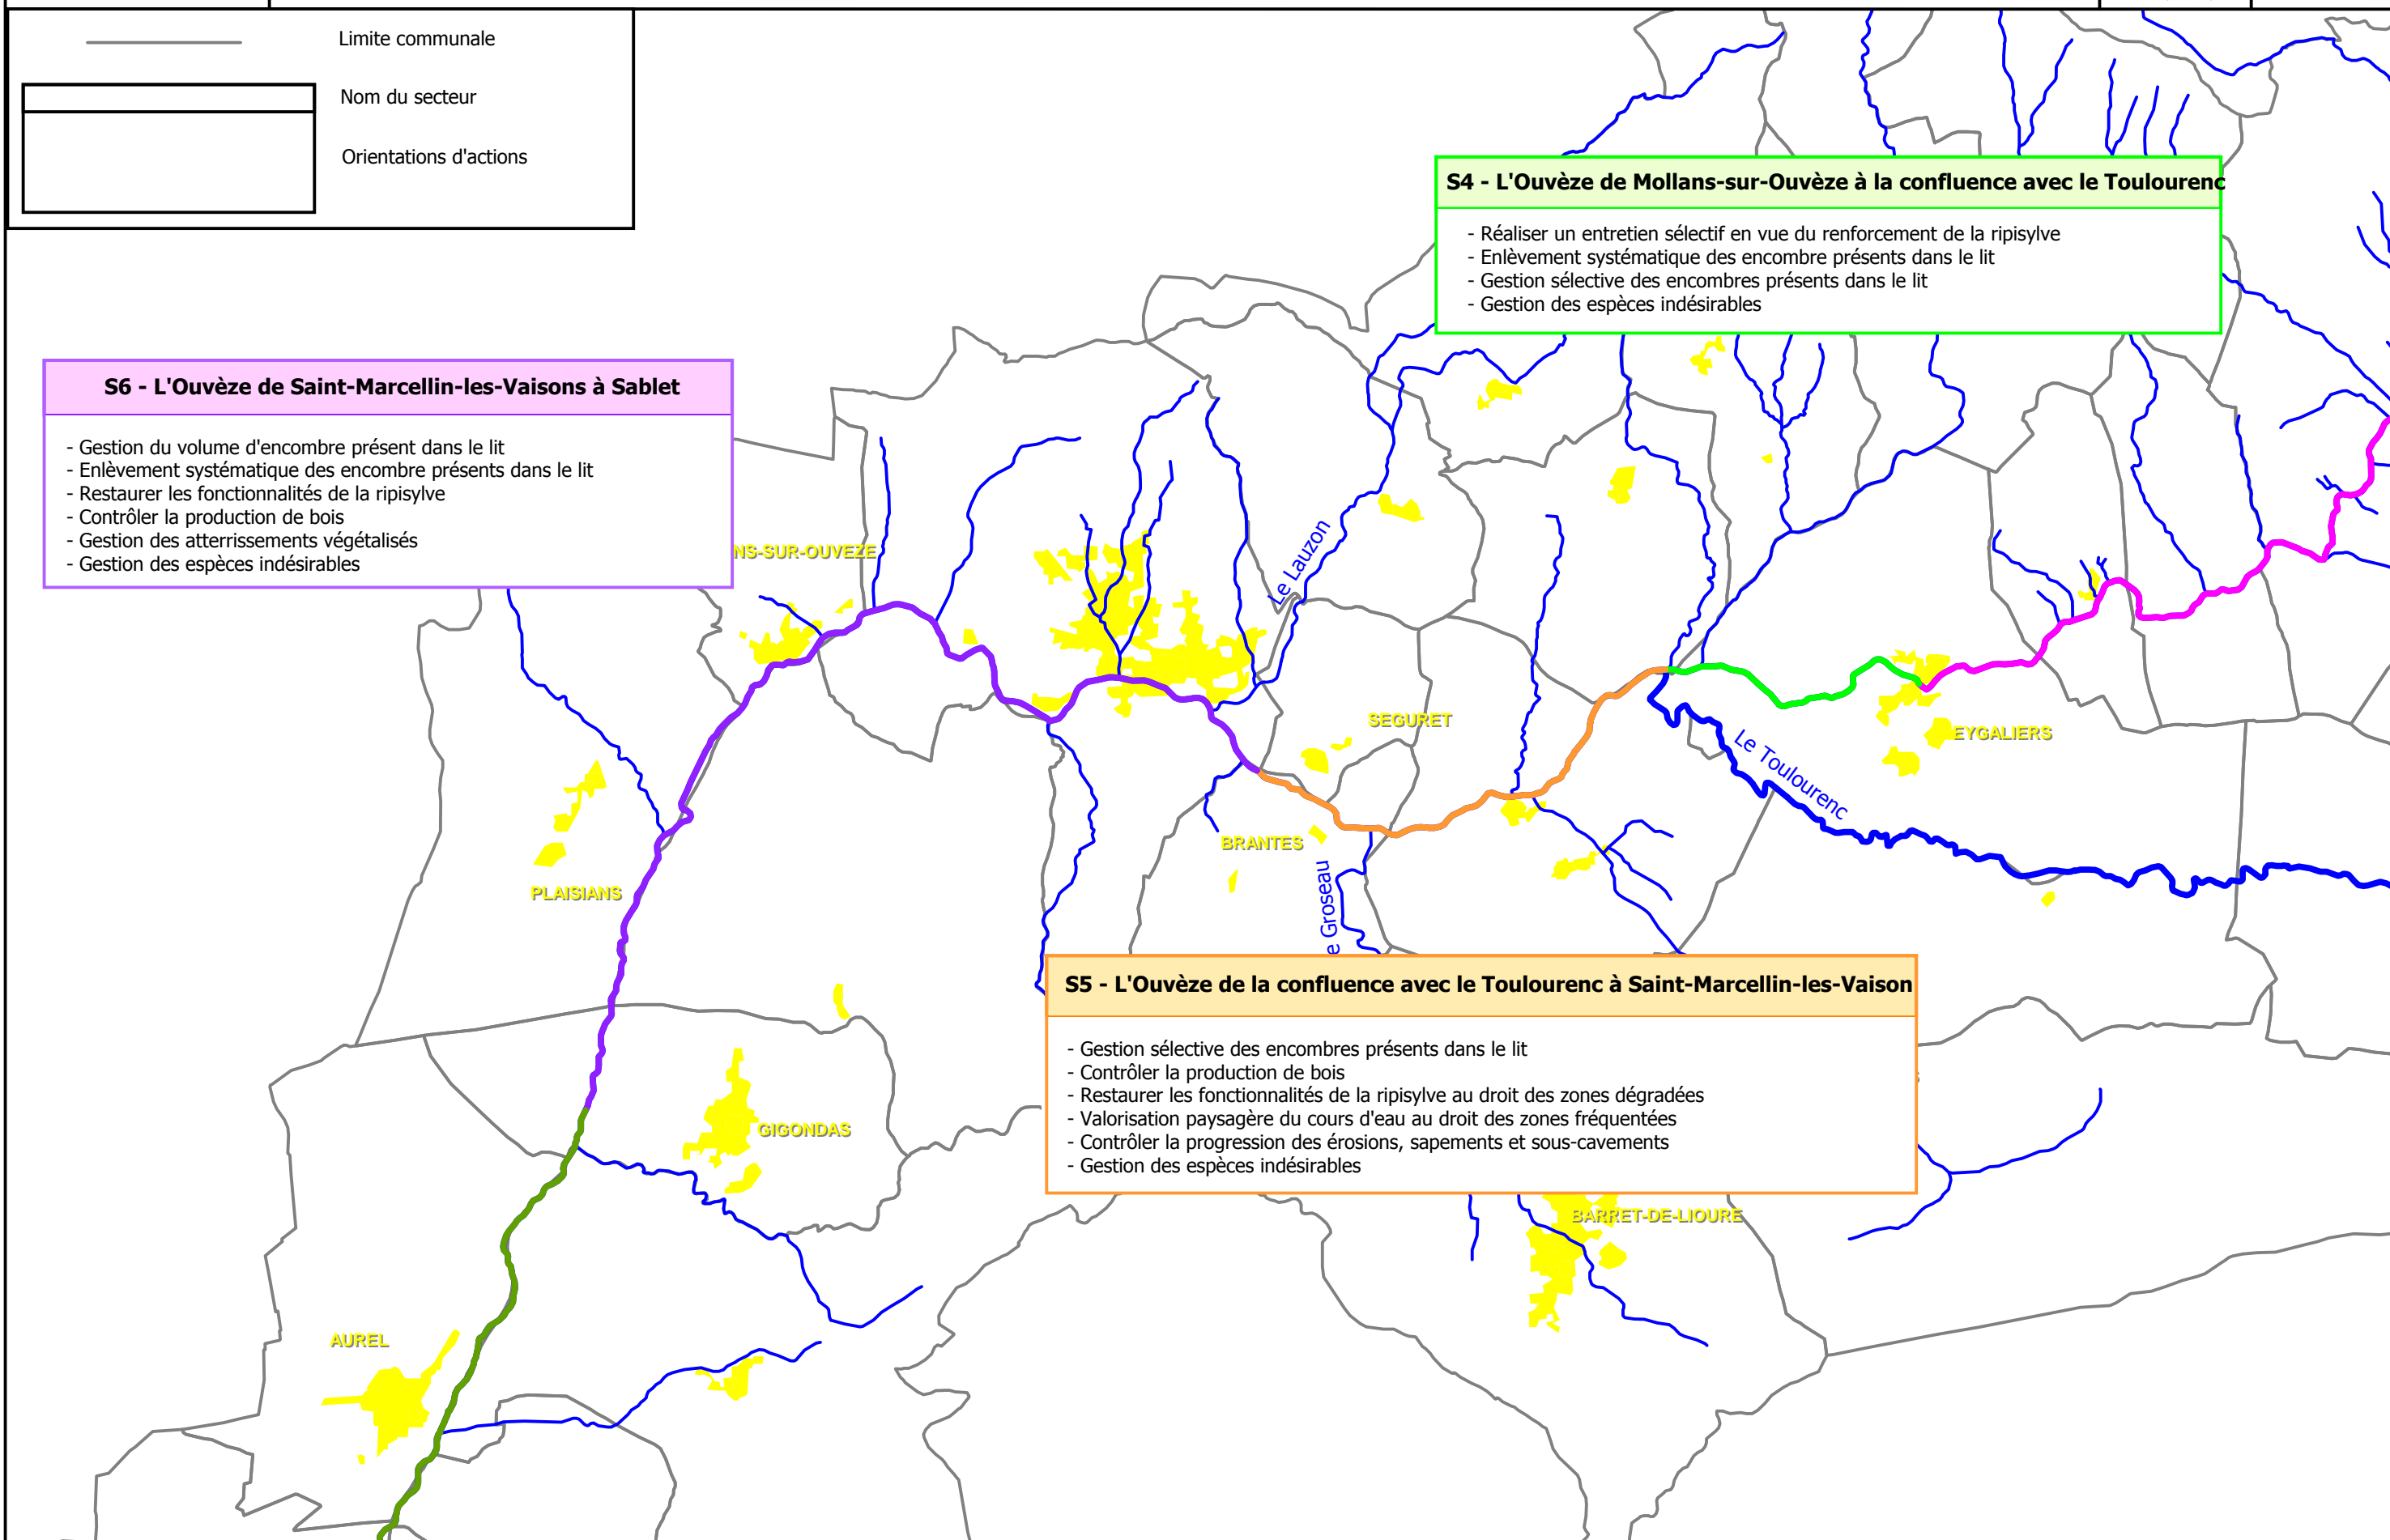 Limite communale
Nom du secteur
Orientations d'actions
S4 - L'Ouvèze de Mollans-sur-Ouvèze à la confluence avec le Toulourenc
- Réaliser un entretien sélectif en vue du renforcement de la ripisylve
- Enlèvement systématique des encombre présents dans le lit
- Gestion sélective des encombres présents dans le lit
- Gestion des espèces indésirables
S6 - L'Ouvèze de Saint-Marcellin-les-Vaisons à Sablet
- Gestion du volume d'encombre présent dans le lit
- Enlèvement systématique des encombre présents dans le lit
- Restaurer les fonctionnalités de la ripisylve
- Contrôler la production de bois
- Gestion des atterrissements végétalisés
- Gestion des espèces indésirables
NS-SUR-OUVEZE
Le Lauzon
SEGURET
EYGALIERS
Le Toulourenc
BRANTES
PLAISIANS
e Groseau
S5 - L'Ouvèze de la confluence avec le Toulourenc à Saint-Marcellin-les-Vaison
- Gestion sélective des encombres présents dans le lit
- Contrôler la production de bois
- Restaurer les fonctionnalités de la ripisylve au droit des zones dégradées
- Valorisation paysagère du cours d'eau au droit des zones fréquentées
- Contrôler la progression des érosions, sapements et sous-cavements
- Gestion des espèces indésirables
GIGONDAS
BARRET-DE-LIOURE
AUREL